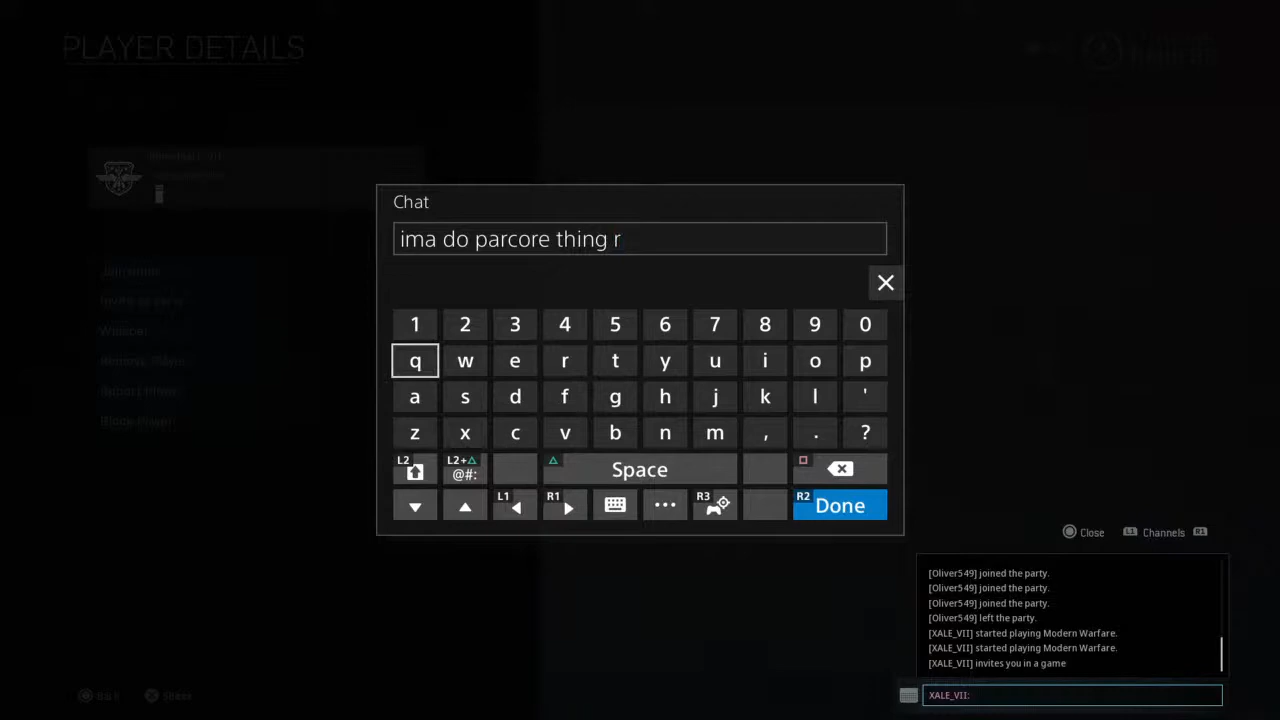 PLAYER DETAILS
Chat
ima do parcore thing r
1 2 3 4 5 6 7 8 9 0
q w e r t y u i o p
a s d f g h j k l '
z x c v b n m , . ?
L2 L2+△ @#: △ Space
L1 R1 ... R3 R2 Done
Close L1 Channels R1
[Oliver549] joined the party.
[Oliver549] joined the party.
[Oliver549] joined the party.
[Oliver549] left the party.
[XALE_VII] started playing Modern Warfare.
[XALE_VII] started playing Modern Warfare.
[XALE_VII] invites you in a game
XALE_VII: